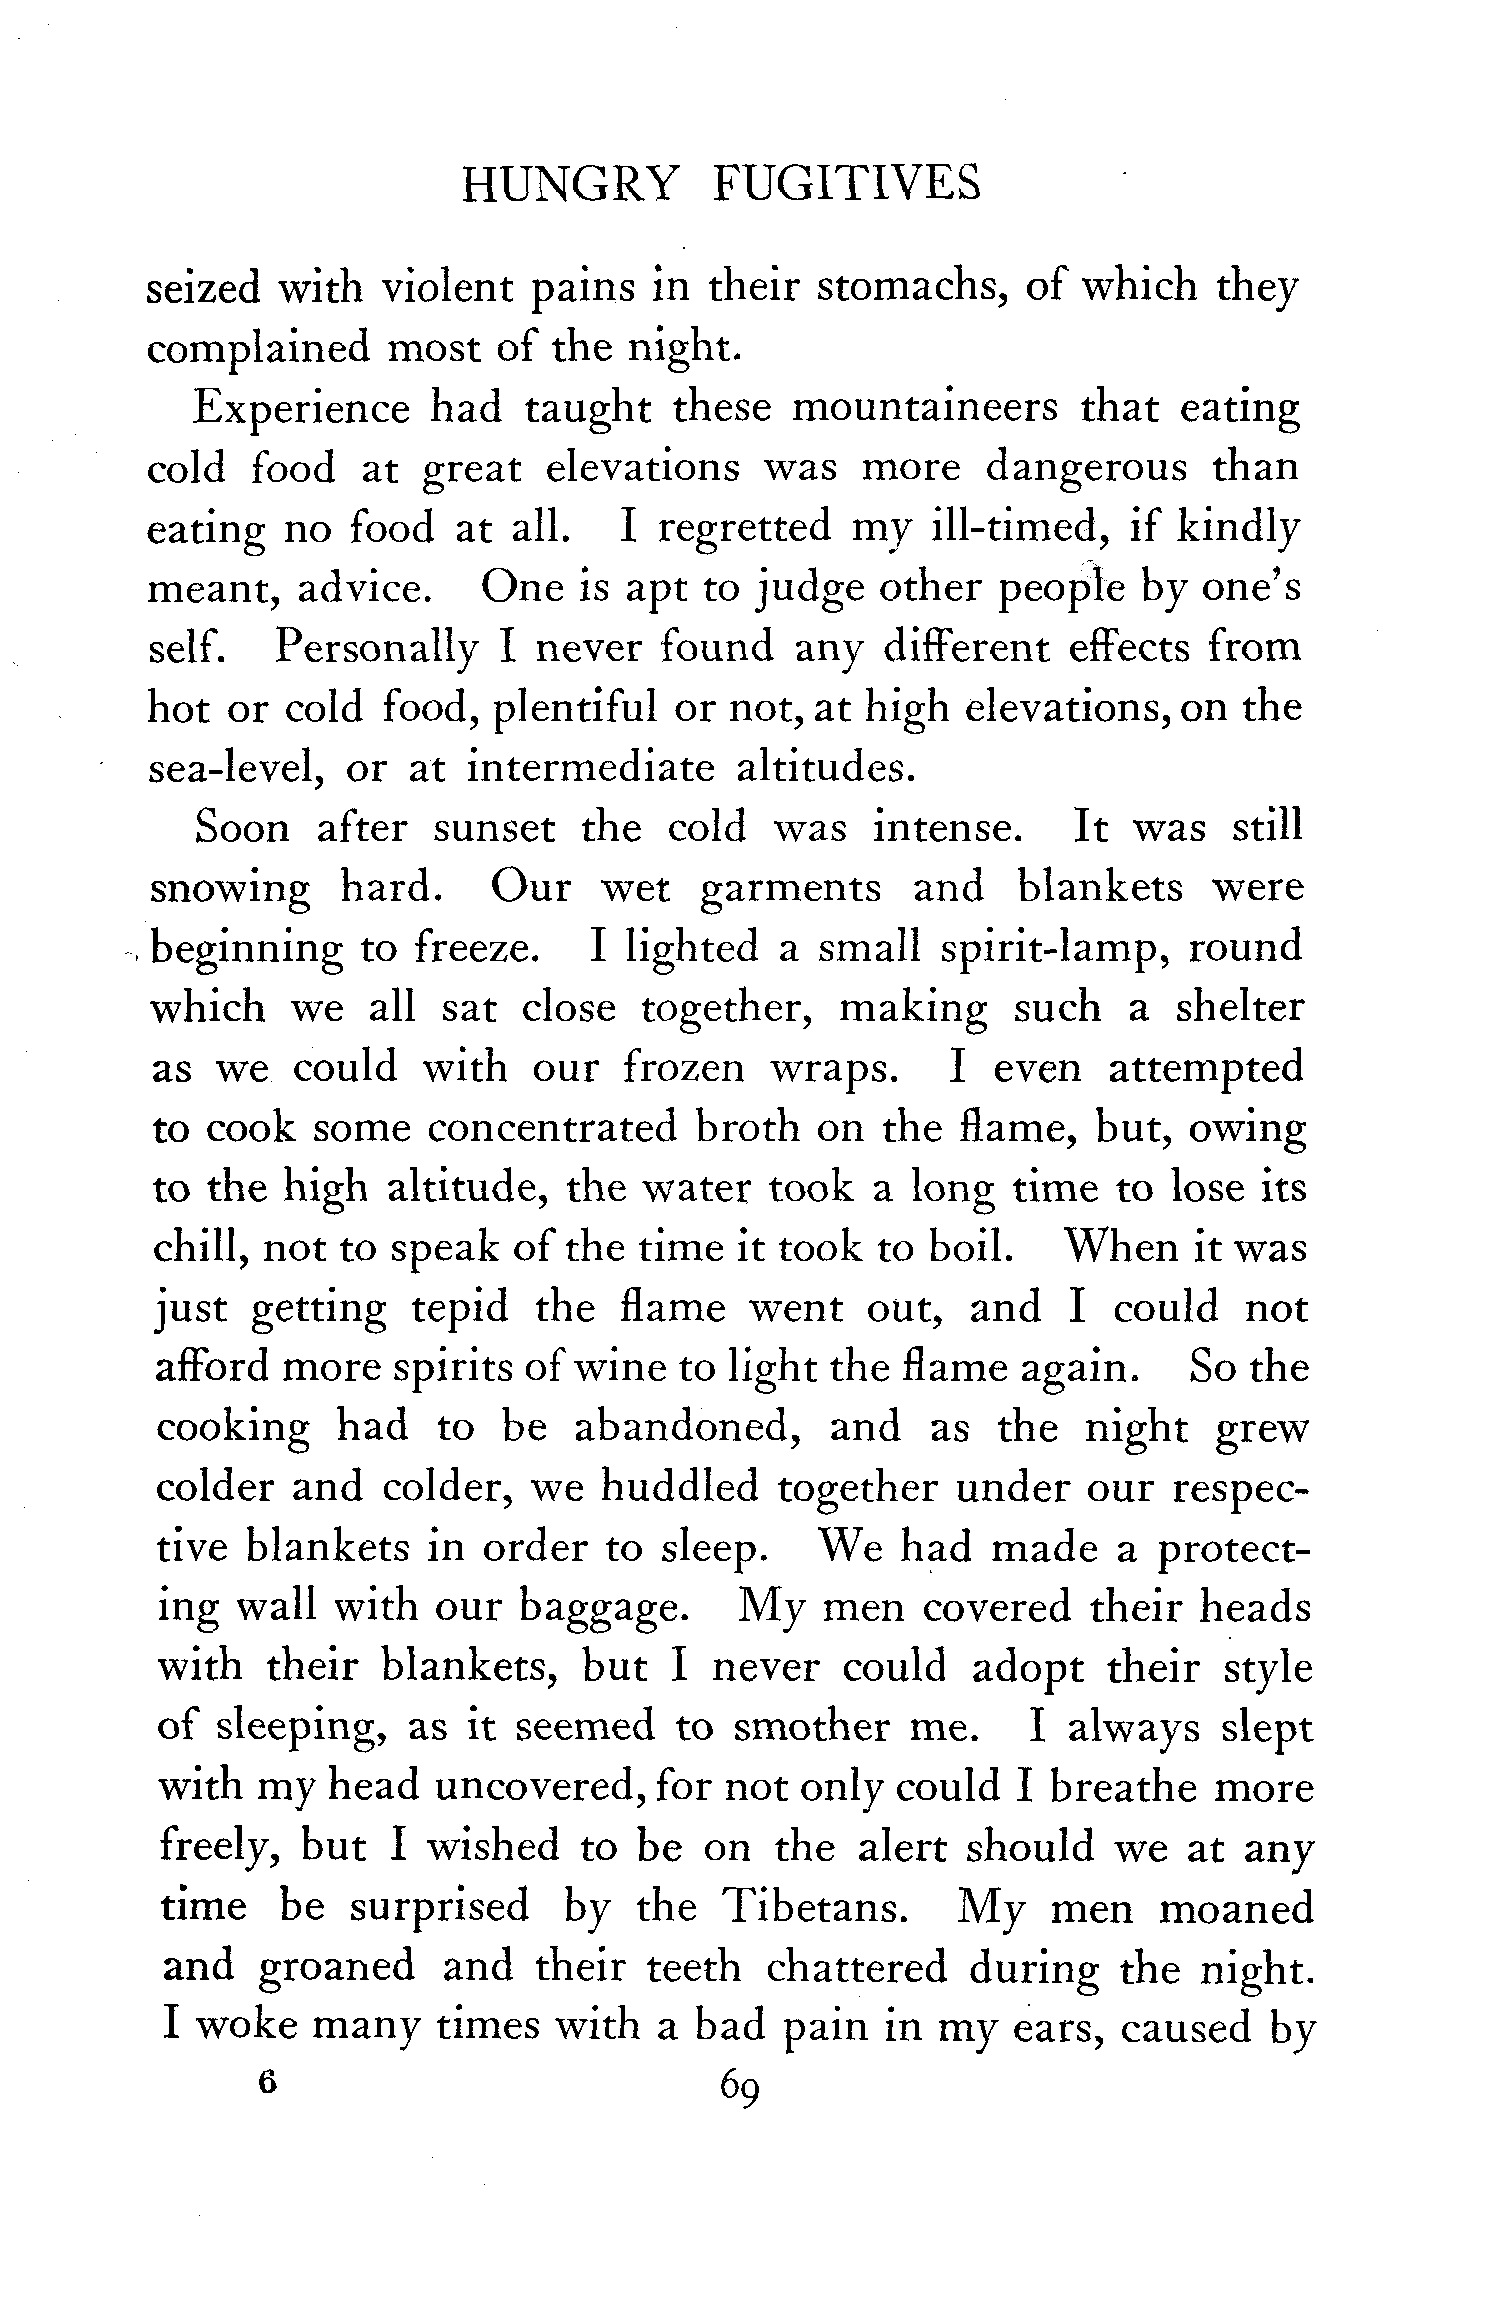 HUNGRY FUGITIVES
seized with violent pains in their stomachs, of which they
complained most of the night.
Experience had taught these mountaineers that eating
cold food at great elevations was more dangerous than
eating no food at all. I regretted my ill-timed, if kindly
meant, advice. One is apt to judge other people by one's
self. Personally I never found any different effects from
hot or cold food, plentiful or not, at high elevations, on the
sea-level, or at intermediate altitudes.
Soon after sunset the cold was intense. It was still
snowing hard. Our wet garments and blankets were
beginning to freeze. I lighted a small spirit-lamp, round
which we all sat close together, making such a shelter
as we could with our frozen wraps. I even attempted
to cook some concentrated broth on the flame, but, owing
to the high altitude, the water took a long time to lose its
chill, not to speak of the time it took to boil. When it was
just getting tepid the flame went out, and I could not
afford more spirits of wine to light the flame again. So the
cooking had to be abandoned, and as the night grew
colder and colder, we huddled together under our respec-
tive blankets in order to sleep. We had made a protect-
ing wall with our baggage. My men covered their heads
with their blankets, but I never could adopt their style
of sleeping, as it seemed to smother me. I always slept
with my head uncovered, for not only could I breathe more
freely, but I wished to be on the alert should we at any
time be surprised by the Tibetans. My men moaned
and groaned and their teeth chattered during the night.
I woke many times with a bad pain in my ears, caused by
6 69